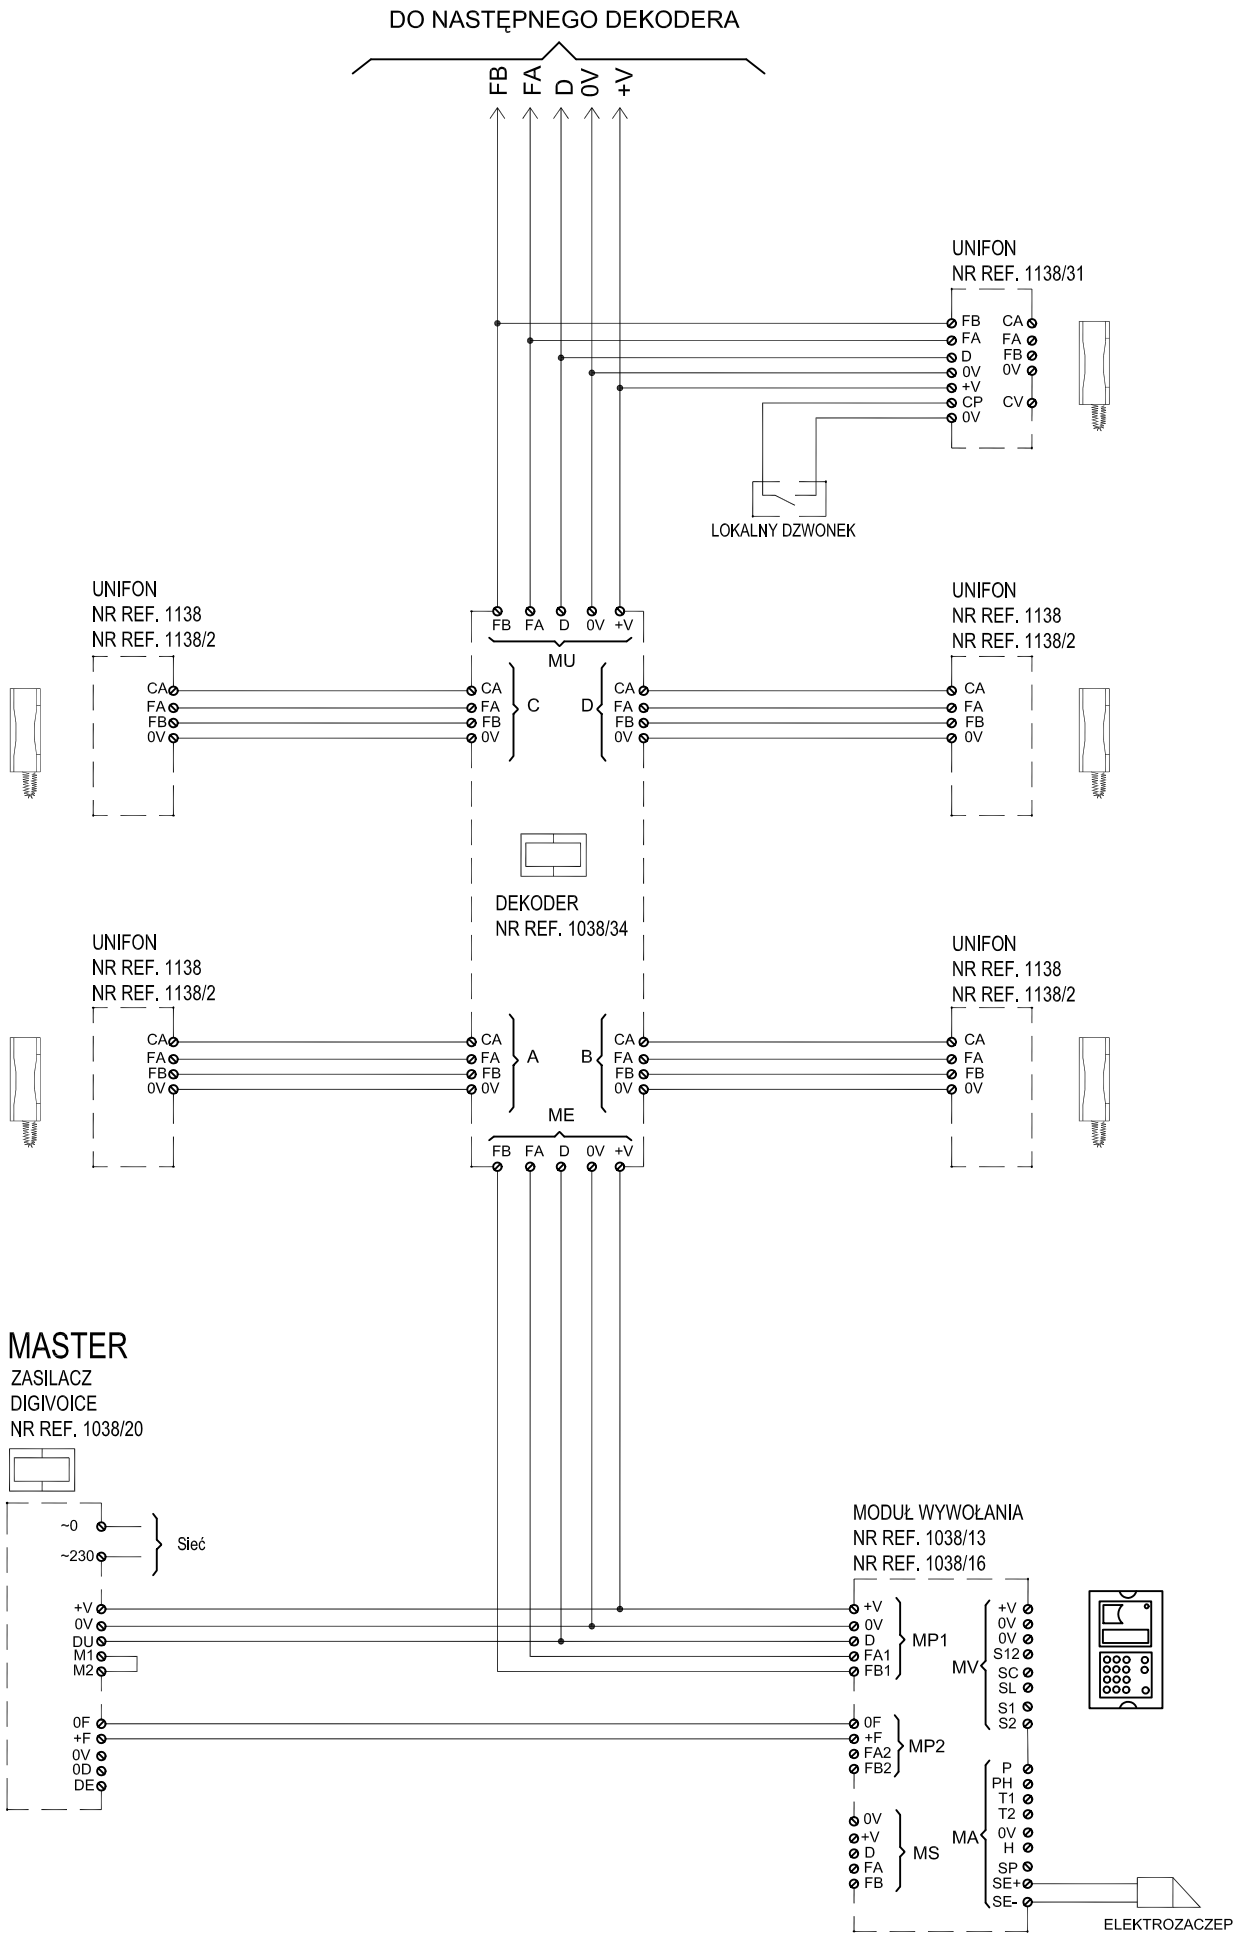 DO NASTĘPNEGO DEKODERA
FB FA D 0V +V
UNIFON
NR REF. 1138/31
FB CA
FA FA
D FB
0V 0V
+V
CP CV
0V
LOKALNY DZWONEK
UNIFON
NR REF. 1138
NR REF. 1138/2
CA
FA
FB
0V
FB FA D 0V +V
MU
CA
FA
FB
0V
C
D
CA
FA
FB
0V
UNIFON
NR REF. 1138
NR REF. 1138/2
CA
FA
FB
0V
DEKODER
NR REF. 1038/34
UNIFON
NR REF. 1138
NR REF. 1138/2
CA
FA
FB
0V
CA
FA
FB
0V
A
B
CA
FA
FB
0V
ME
FB FA D 0V +V
UNIFON
NR REF. 1138
NR REF. 1138/2
CA
FA
FB
0V
MASTER
ZASILACZ
DIGIVOICE
NR REF. 1038/20
~0
~230
Sieć
+V
0V
DU
M1
M2
0F
+F
0V
0D
DE
MODUŁ WYWOŁANIA
NR REF. 1038/13
NR REF. 1038/16
+V
0V
D
FA1
FB1
MP1
0F
+F
FA2
FB2
MP2
0V
+V
D
FA
FB
MS
MV
+V
0V
0V
S12
SC
SL
S1
S2
MA
P
PH
T1
T2
0V
H
SP
SE+
SE-
ELEKTROZACZEP